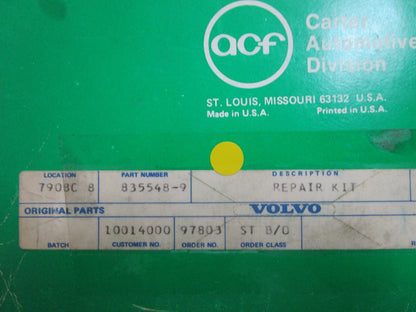 acf
Carter
Automotive
Division
ST. LOUIS, MISSOURI 63132 U.S.A.
Made in U.S.A. Printed in U.S.A.
LOCATION PART NUMBER DESCRIPTION
7908C 8 835548-9 REPAIR KIT
ORIGINAL PARTS VOLVO
10014000 97803 ST B/O
BATCH CUSTOMER NO. ORDER NO. ORDER CLASS